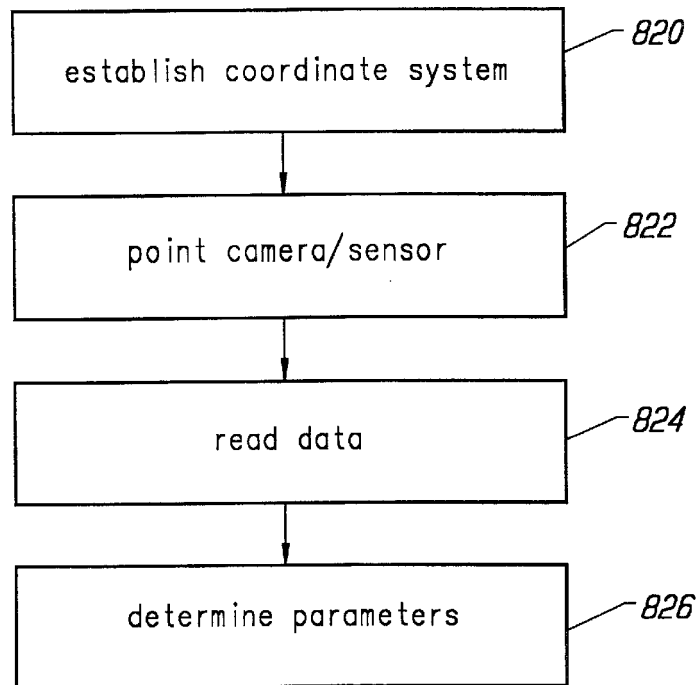 establish coordinate system
820
point camera/sensor
822
read data
824
determine parameters
826